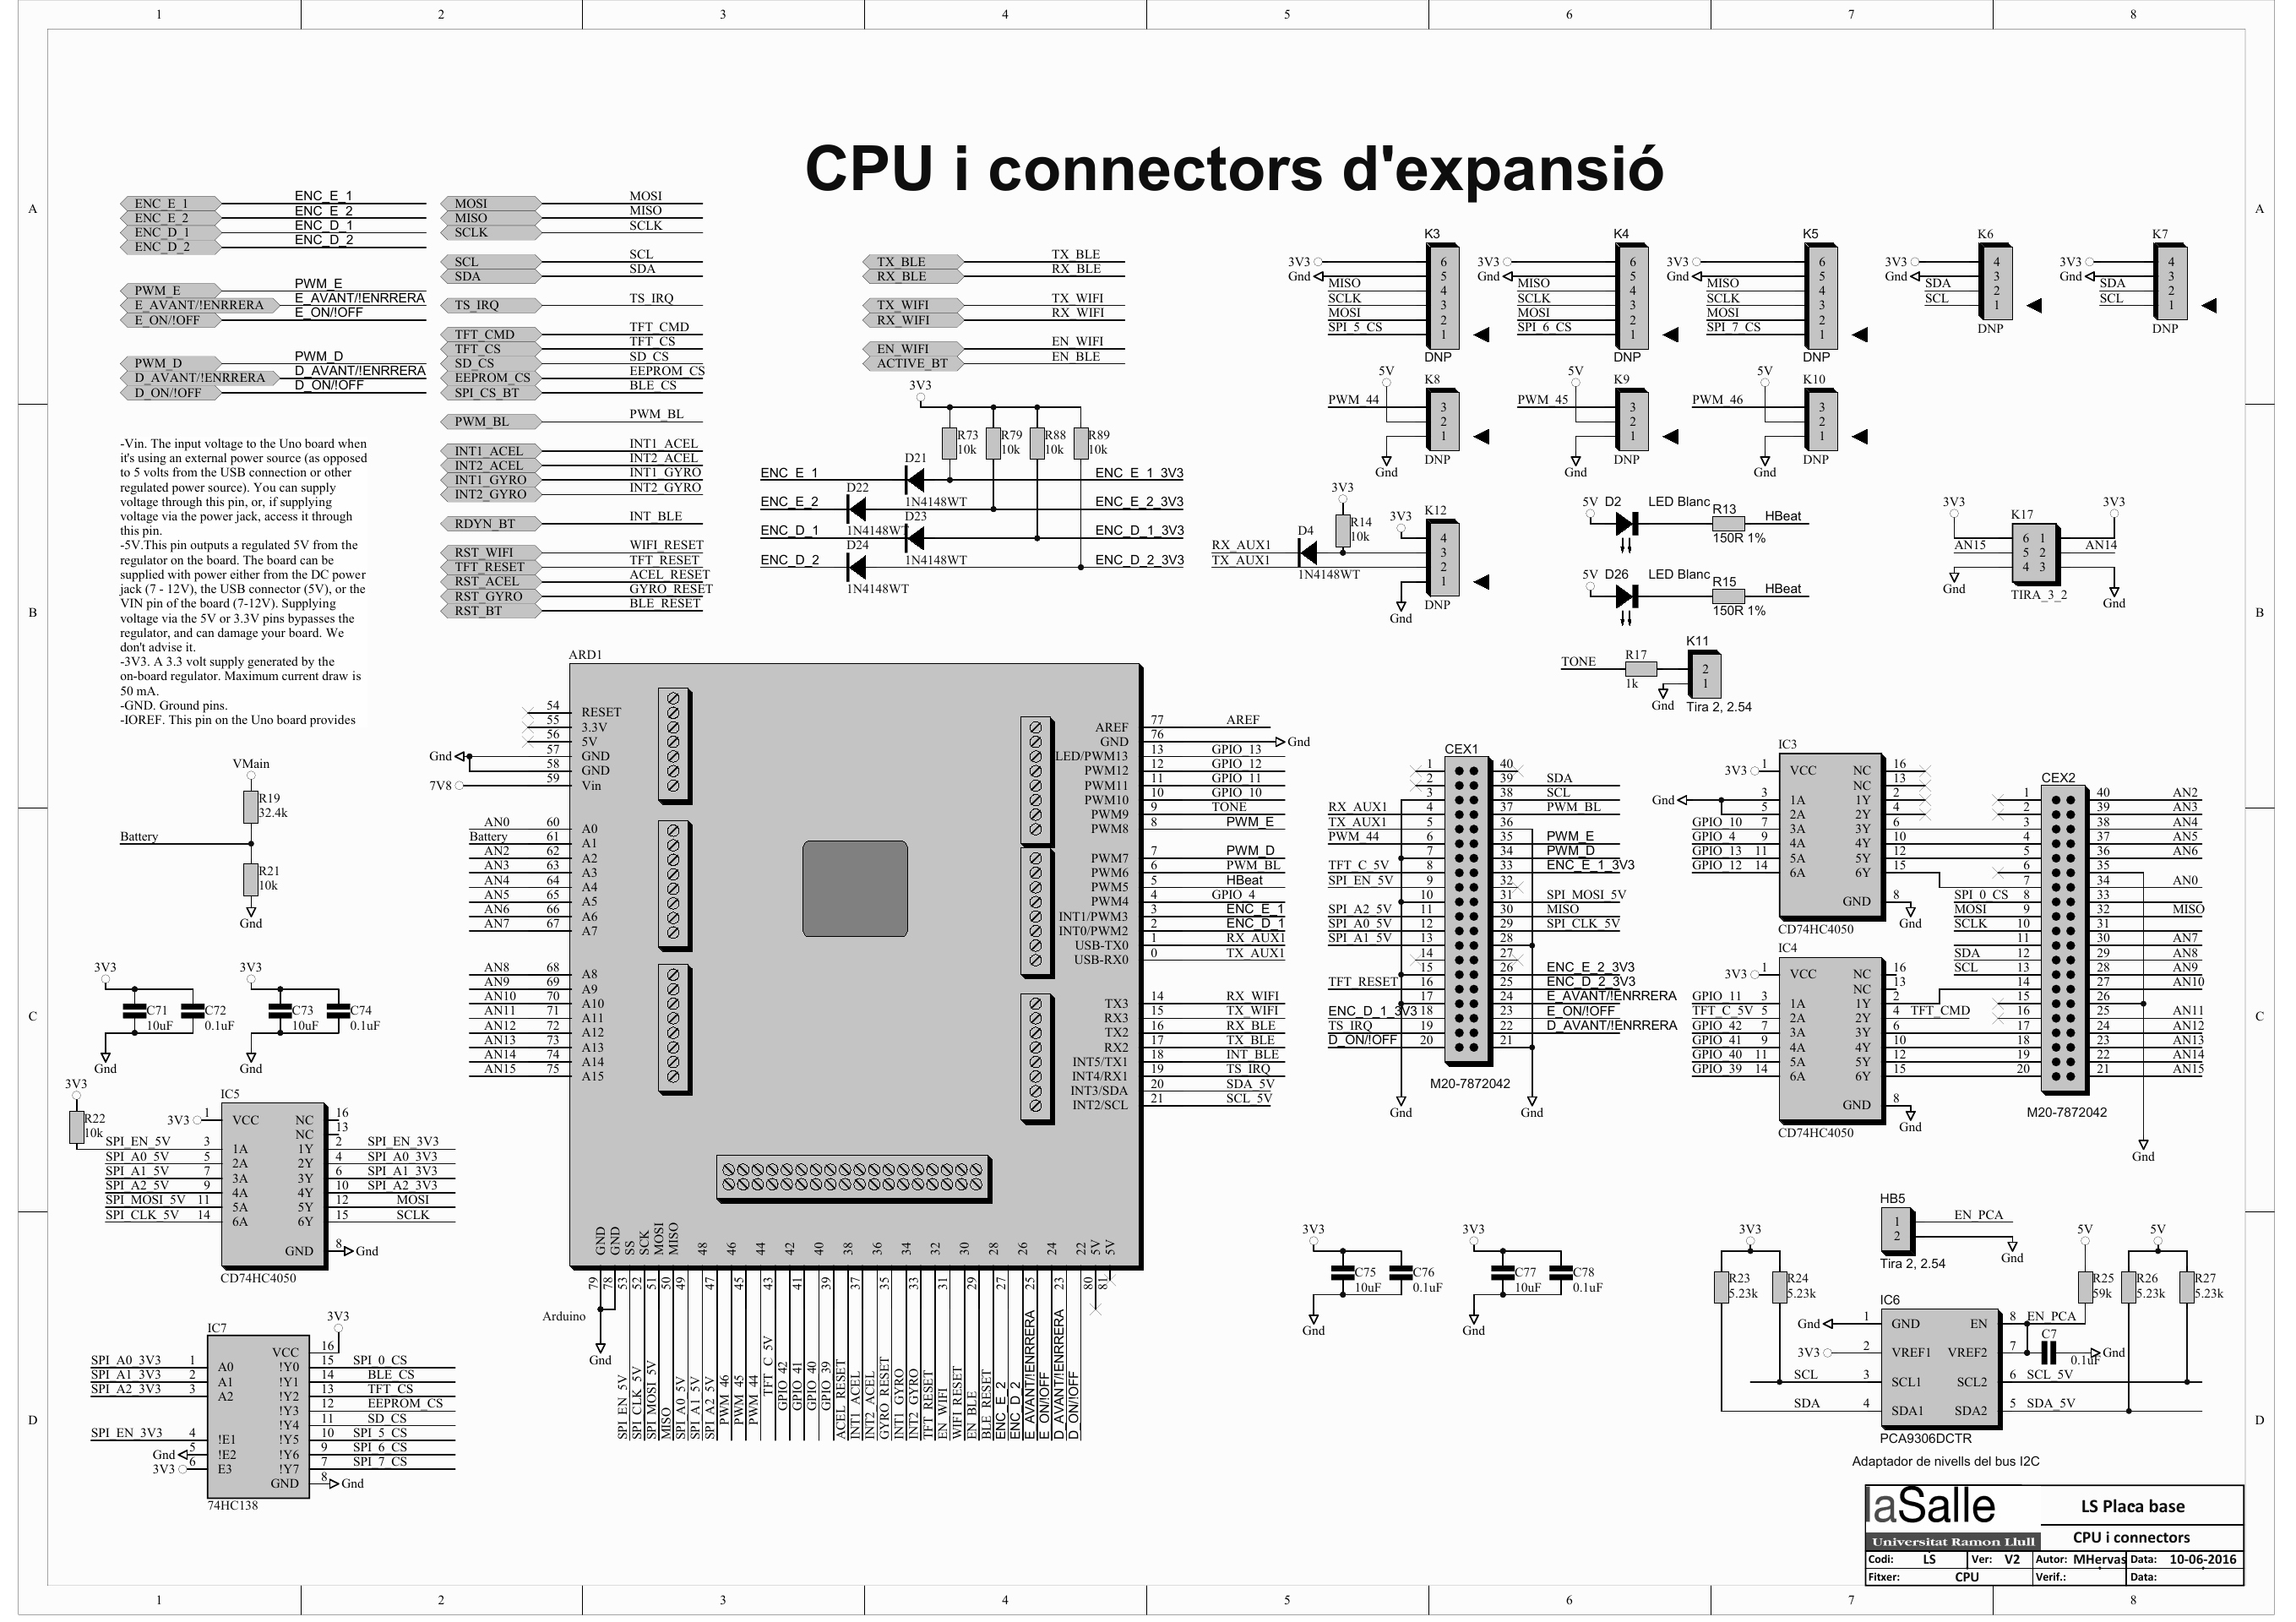 1 2 3 4 5 6 7 8
CPU i connectors d'expansió
A
A
ENC_E_1 ENC_E_1
ENC_E_2 ENC_E_2
ENC_D_1 ENC_D_1
ENC_D_2 ENC_D_2
PWM_E PWM_E
E_AVANT/!ENRRERA E_AVANT/!ENRRERA
E_ON/!OFF E_ON/!OFF
PWM_D PWM_D
D_AVANT/!ENRRERA D_AVANT/!ENRRERA
D_ON/!OFF D_ON/!OFF
MOSI MOSI
MISO MISO
SCLK SCLK
SCL SCL
SDA SDA
TS_IRQ TS_IRQ
TFT_CMD TFT_CMD
TFT_CS TFT_CS
SD_CS SD_CS
EEPROM_CS EEPROM_CS
SPI_CS_BT BLE_CS
PWM_BL PWM_BL
INT1_ACEL INT1_ACEL
INT2_ACEL INT2_ACEL
INT1_GYRO INT1_GYRO
INT2_GYRO INT2_GYRO
RDYN_BT INT_BLE
RST_WIFI WIFI_RESET
TFT_RESET TFT_RESET
RST_ACEL ACEL_RESET
RST_GYRO GYRO_RESET
RST_BT BLE_RESET
TX_BLE TX_BLE
RX_BLE RX_BLE
TX_WIFI TX_WIFI
RX_WIFI RX_WIFI
EN_WIFI EN_WIFI
ACTIVE_BT EN_BLE
3V3
R73 R79 R88 R89
10k 10k 10k 10k
D21
ENC_E_1 ENC_E_1_3V3
D22 1N4148WT
ENC_E_2 ENC_E_2_3V3
1N4148WT D23
ENC_D_1 ENC_D_1_3V3
D24 1N4148WT
ENC_D_2 ENC_D_2_3V3
1N4148WT
K3
3V3 6
Gnd 5
MISO 4
SCLK 3
MOSI 2
SPI_5_CS 1
DNP
K4
3V3 6
Gnd 5
MISO 4
SCLK 3
MOSI 2
SPI_6_CS 1
DNP
K5
3V3 6
Gnd 5
MISO 4
SCLK 3
MOSI 2
SPI_7_CS 1
DNP
K6
3V3 4
Gnd 3
SDA 2
SCL 1
DNP
K7
3V3 4
Gnd 3
SDA 2
SCL 1
DNP
5V K8
PWM_44 3
2
1
Gnd DNP
5V K9
PWM_45 3
2
1
Gnd DNP
5V K10
PWM_46 3
2
1
Gnd DNP
3V3
R14
10k
3V3 K12
D4 4
RX_AUX1 3
TX_AUX1 2
1N4148WT 1
Gnd DNP
5V D2 LED Blanc R13 HBeat
150R 1%
5V D26 LED Blanc R15 HBeat
150R 1%
3V3 K17 3V3
6 1
AN15 5 2 AN14
4 3
Gnd TIRA_3_2 Gnd
K11
TONE R17 2
1k 1
Gnd Tira 2, 2.54
-Vin. The input voltage to the Uno board when
it's using an external power source (as opposed
to 5 volts from the USB connection or other
regulated power source). You can supply
voltage through this pin, or, if supplying
voltage via the power jack, access it through
this pin.
-5V.This pin outputs a regulated 5V from the
regulator on the board. The board can be
supplied with power either from the DC power
jack (7 - 12V), the USB connector (5V), or the
VIN pin of the board (7-12V). Supplying
voltage via the 5V or 3.3V pins bypasses the
regulator, and can damage your board. We
don't advise it.
-3V3. A 3.3 volt supply generated by the
on-board regulator. Maximum current draw is
50 mA.
-GND. Ground pins.
-IOREF. This pin on the Uno board provides
B
B
VMain
R19
32.4k
Battery
R21
10k
Gnd
3V3 3V3
C71 C72 C73 C74
10uF 0.1uF 10uF 0.1uF
Gnd Gnd
C
C
3V3
R22
10k
IC5
3V3 1 VCC NC 16
NC 13
SPI_EN_5V 3 1A 1Y 2 SPI_EN_3V3
SPI_A0_5V 5 2A 2Y 4 SPI_A0_3V3
SPI_A1_5V 7 3A 3Y 6 SPI_A1_3V3
SPI_A2_5V 9 4A 4Y 10 SPI_A2_3V3
SPI_MOSI_5V 11 5A 5Y 12 MOSI
SPI_CLK_5V 14 6A 6Y 15 SCLK
GND 8 Gnd
CD74HC4050
IC7 3V3
VCC 16
SPI_A0_3V3 1 A0 !Y0 15 SPI_0_CS
SPI_A1_3V3 2 A1 !Y1 14 BLE_CS
SPI_A2_3V3 3 A2 !Y2 13 TFT_CS
!Y3 12 EEPROM_CS
!Y4 11 SD_CS
SPI_EN_3V3 4 !E1 !Y5 10 SPI_5_CS
Gnd 5 !E2 !Y6 9 SPI_6_CS
3V3 6 E3 !Y7 7 SPI_7_CS
GND 8 Gnd
74HC138
ARD1
54 RESET
55 3.3V
56 5V
Gnd 57 GND
58 GND
7V8 59 Vin
AN0 60 A0
Battery 61 A1
AN2 62 A2
AN3 63 A3
AN4 64 A4
AN5 65 A5
AN6 66 A6
AN7 67 A7
AN8 68 A8
AN9 69 A9
AN10 70 A10
AN11 71 A11
AN12 72 A12
AN13 73 A13
AN14 74 A14
AN15 75 A15
AREF 77 AREF
GND 76 Gnd
LED/PWM13 13 GPIO_13
PWM12 12 GPIO_12
PWM11 11 GPIO_11
PWM10 10 GPIO_10
PWM9 9 TONE
PWM8 8 PWM_E
PWM7 7 PWM_D
PWM6 6 PWM_BL
PWM5 5 HBeat
PWM4 4 GPIO_4
INT1/PWM3 3 ENC_E_1
INT0/PWM2 2 ENC_D_1
USB-TX0 1 RX_AUX1
USB-RX0 0 TX_AUX1
TX3 14 RX_WIFI
RX3 15 TX_WIFI
TX2 16 RX_BLE
RX2 17 TX_BLE
INT5/TX1 18 INT_BLE
INT4/RX1 19 TS_IRQ
INT3/SDA 20 SDA_5V
INT2/SCL 21 SCL_5V
GND GND SS SCK MOSI MISO 48 46 44 42 40 38 36 34 32 30 28 26 24 22 5V 5V
79 78 53 52 51 50 49 47 45 43 41 39 37 35 33 31 29 27 25 23 80 81
Arduino
Gnd
SPI_EN_5V
SPI_CLK_5V
SPI_MOSI_5V
MISO
SPI_A0_5V
SPI_A1_5V
SPI_A2_5V
PWM_46
PWM_45
PWM_44
TFT_C_5V
GPIO_42
GPIO_41
GPIO_40
GPIO_39
ACEL_RESET
INT1_ACEL
INT2_ACEL
GYRO_RESET
INT1_GYRO
INT2_GYRO
TFT_RESET
EN_WIFI
WIFI_RESET
EN_BLE
BLE_RESET
ENC_E_2
ENC_D_2
E_AVANT/!ENRRERA
E_ON/!OFF
D_AVANT/!ENRRERA
D_ON/!OFF
CEX1
1 40
2 39 SDA
3 38 SCL
RX_AUX1 4 37 PWM_BL
TX_AUX1 5 36
PWM_44 6 35 PWM_E
7 34 PWM_D
TFT_C_5V 8 33 ENC_E_1_3V3
SPI_EN_5V 9 32
10 31 SPI_MOSI_5V
SPI_A2_5V 11 30 MISO
SPI_A0_5V 12 29 SPI_CLK_5V
SPI_A1_5V 13 28
14 27
15 26 ENC_E_2_3V3
TFT_RESET 16 25 ENC_D_2_3V3
17 24 E_AVANT/!ENRRERA
ENC_D_1_3V3 18 23 E_ON/!OFF
TS_IRQ 19 22 D_AVANT/!ENRRERA
D_ON/!OFF 20 21
M20-7872042
Gnd Gnd
IC3
3V3 1 VCC NC 16
NC 13
Gnd 3 1A 1Y 2
5 2A 2Y 4
GPIO_10 7 3A 3Y 6
GPIO_4 9 4A 4Y 10
GPIO_13 11 5A 5Y 12
GPIO_12 14 6A 6Y 15
GND 8
Gnd
CD74HC4050
IC4
3V3 1 VCC NC 16
NC 13
GPIO_11 3 1A 1Y 2
TFT_C_5V 5 2A 2Y 4 TFT_CMD
GPIO_42 7 3A 3Y 6
GPIO_41 9 4A 4Y 10
GPIO_40 11 5A 5Y 12
GPIO_39 14 6A 6Y 15
GND 8
Gnd
CD74HC4050
CEX2
1 40 AN2
2 39 AN3
3 38 AN4
4 37 AN5
5 36 AN6
6 35
7 34 AN0
SPI_0_CS 8 33
MOSI 9 32 MISO
SCLK 10 31
11 30 AN7
SDA 12 29 AN8
SCL 13 28 AN9
14 27 AN10
15 26
16 25 AN11
17 24 AN12
18 23 AN13
19 22 AN14
20 21 AN15
M20-7872042
Gnd
3V3 3V3
C75 C76 C77 C78
10uF 0.1uF 10uF 0.1uF
Gnd Gnd
HB5
1 EN_PCA
2 Gnd
Tira 2, 2.54
3V3 5V 5V
R23 R24 R25 R26 R27
5.23k 5.23k 59k 5.23k 5.23k
IC6
Gnd 1 GND EN 8 EN_PCA
C7
3V3 2 VREF1 VREF2 7 0.1uF Gnd
SCL 3 SCL1 SCL2 6 SCL_5V
SDA 4 SDA1 SDA2 5 SDA_5V
PCA9306DCTR
Adaptador de nivells del bus I2C
D
D
laSalle LS Placa base
Universitat Ramon Llull CPU i connectors
Codi: LS Ver: V2 Autor: MHervas Data: 10-06-2016
Fitxer: CPU Verif.: Data:
1 2 3 4 5 6 7 8